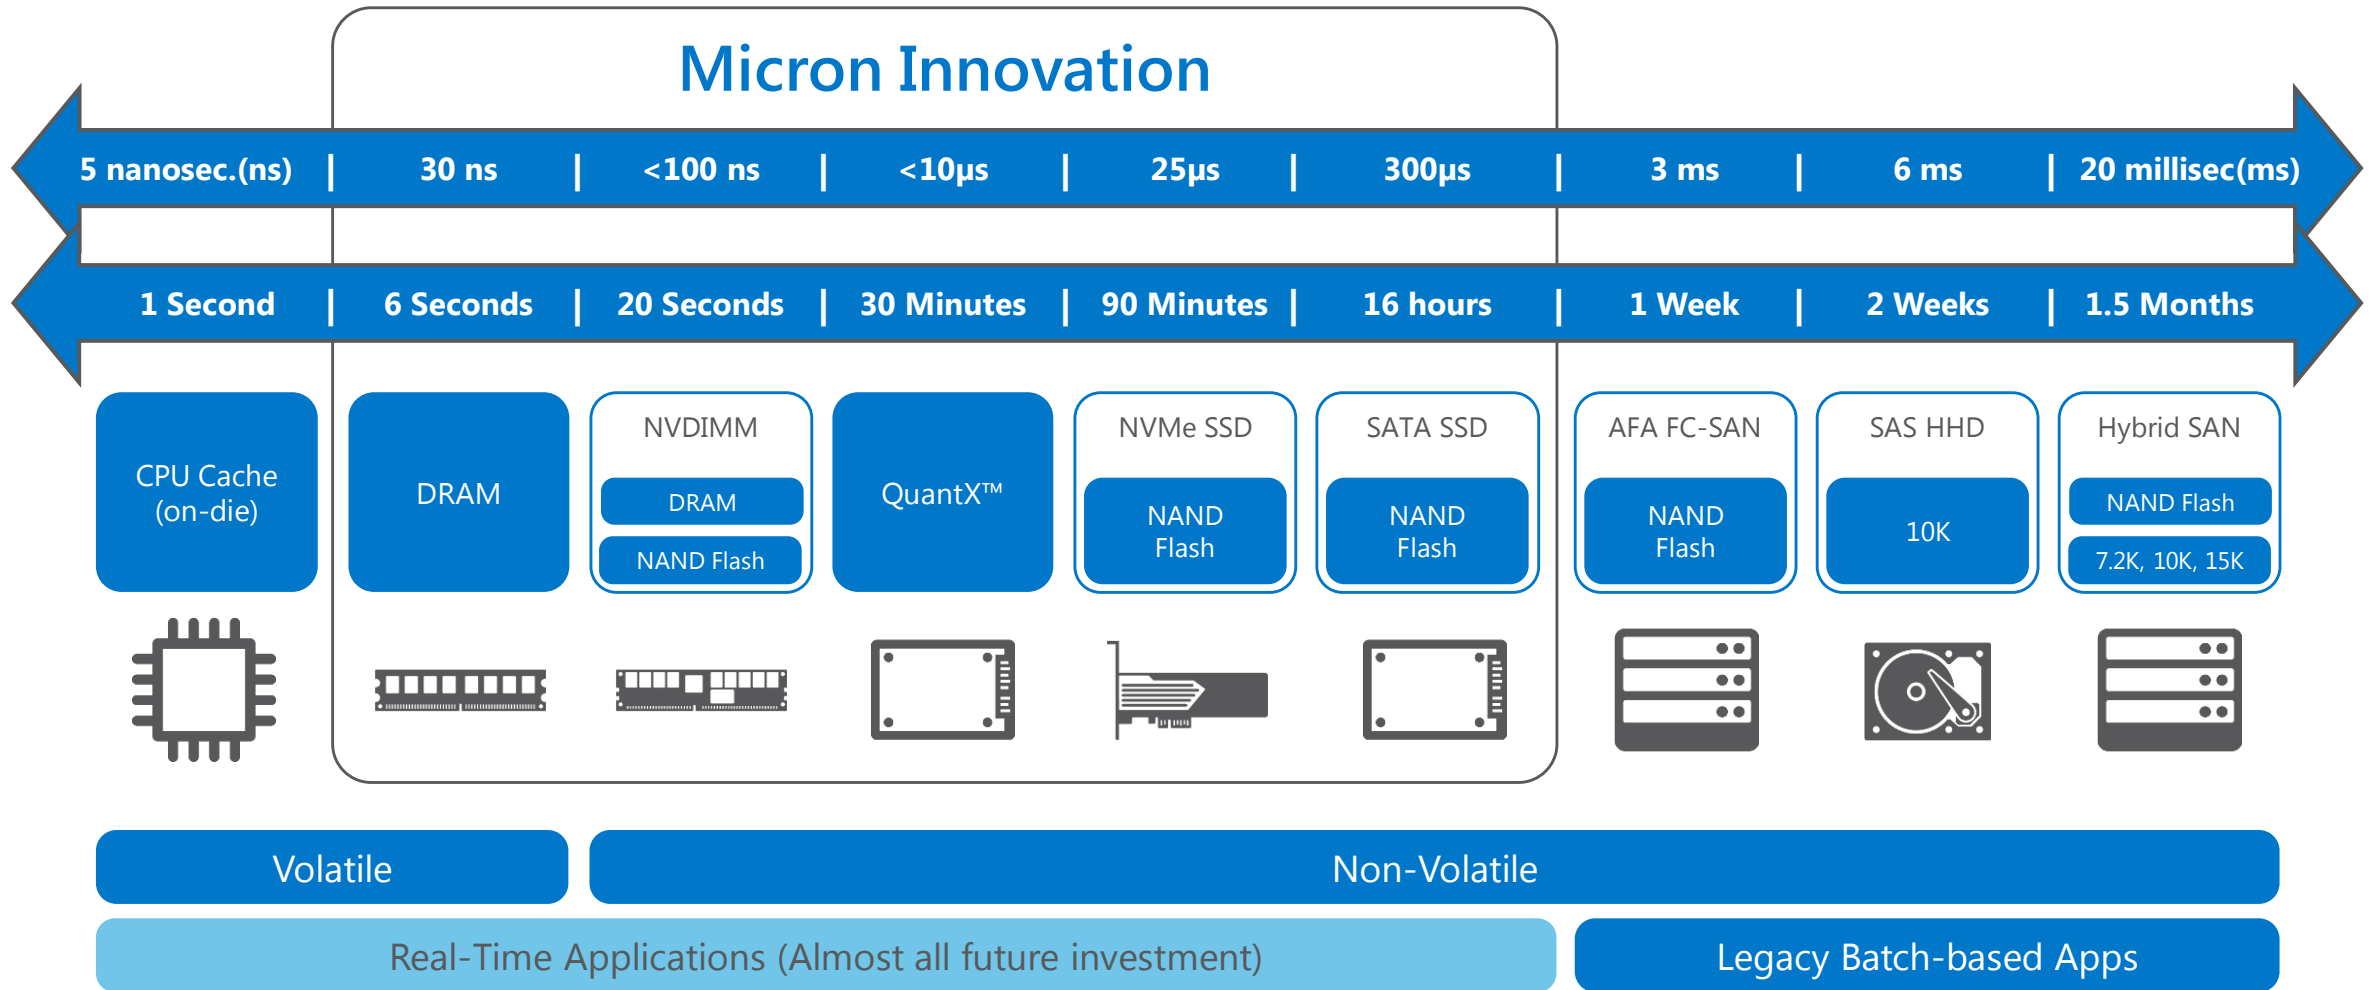 Micron Innovation
5 nanosec.(ns) | 30 ns | <100 ns | <10µs | 25µs | 300µs | 3 ms | 6 ms | 20 millisec(ms)
1 Second | 6 Seconds | 20 Seconds | 30 Minutes | 90 Minutes | 16 hours | 1 Week | 2 Weeks | 1.5 Months
CPU Cache
(on-die)
DRAM
NVDIMM
DRAM
NAND Flash
QuantX™
NVMe SSD
NAND
Flash
SATA SSD
NAND
Flash
AFA FC-SAN
NAND
Flash
SAS HHD
10K
Hybrid SAN
NAND Flash
7.2K, 10K, 15K
Volatile
Non-Volatile
Real-Time Applications (Almost all future investment)
Legacy Batch-based Apps